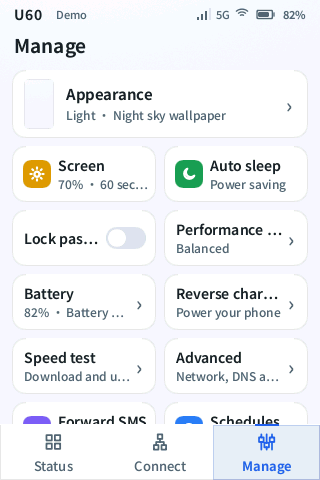 U60 Demo 5G 82%
Manage
Appearance
Light • Night sky wallpaper
Screen
70% • 60 sec...
Auto sleep
Power saving
Lock pas...
Performance ...
Balanced
Battery
82% • Battery ...
Reverse char...
Power your phone
Speed test
Download and u...
Advanced
Network, DNS a...
Forward SMS
Schedules
Status
Connect
Manage